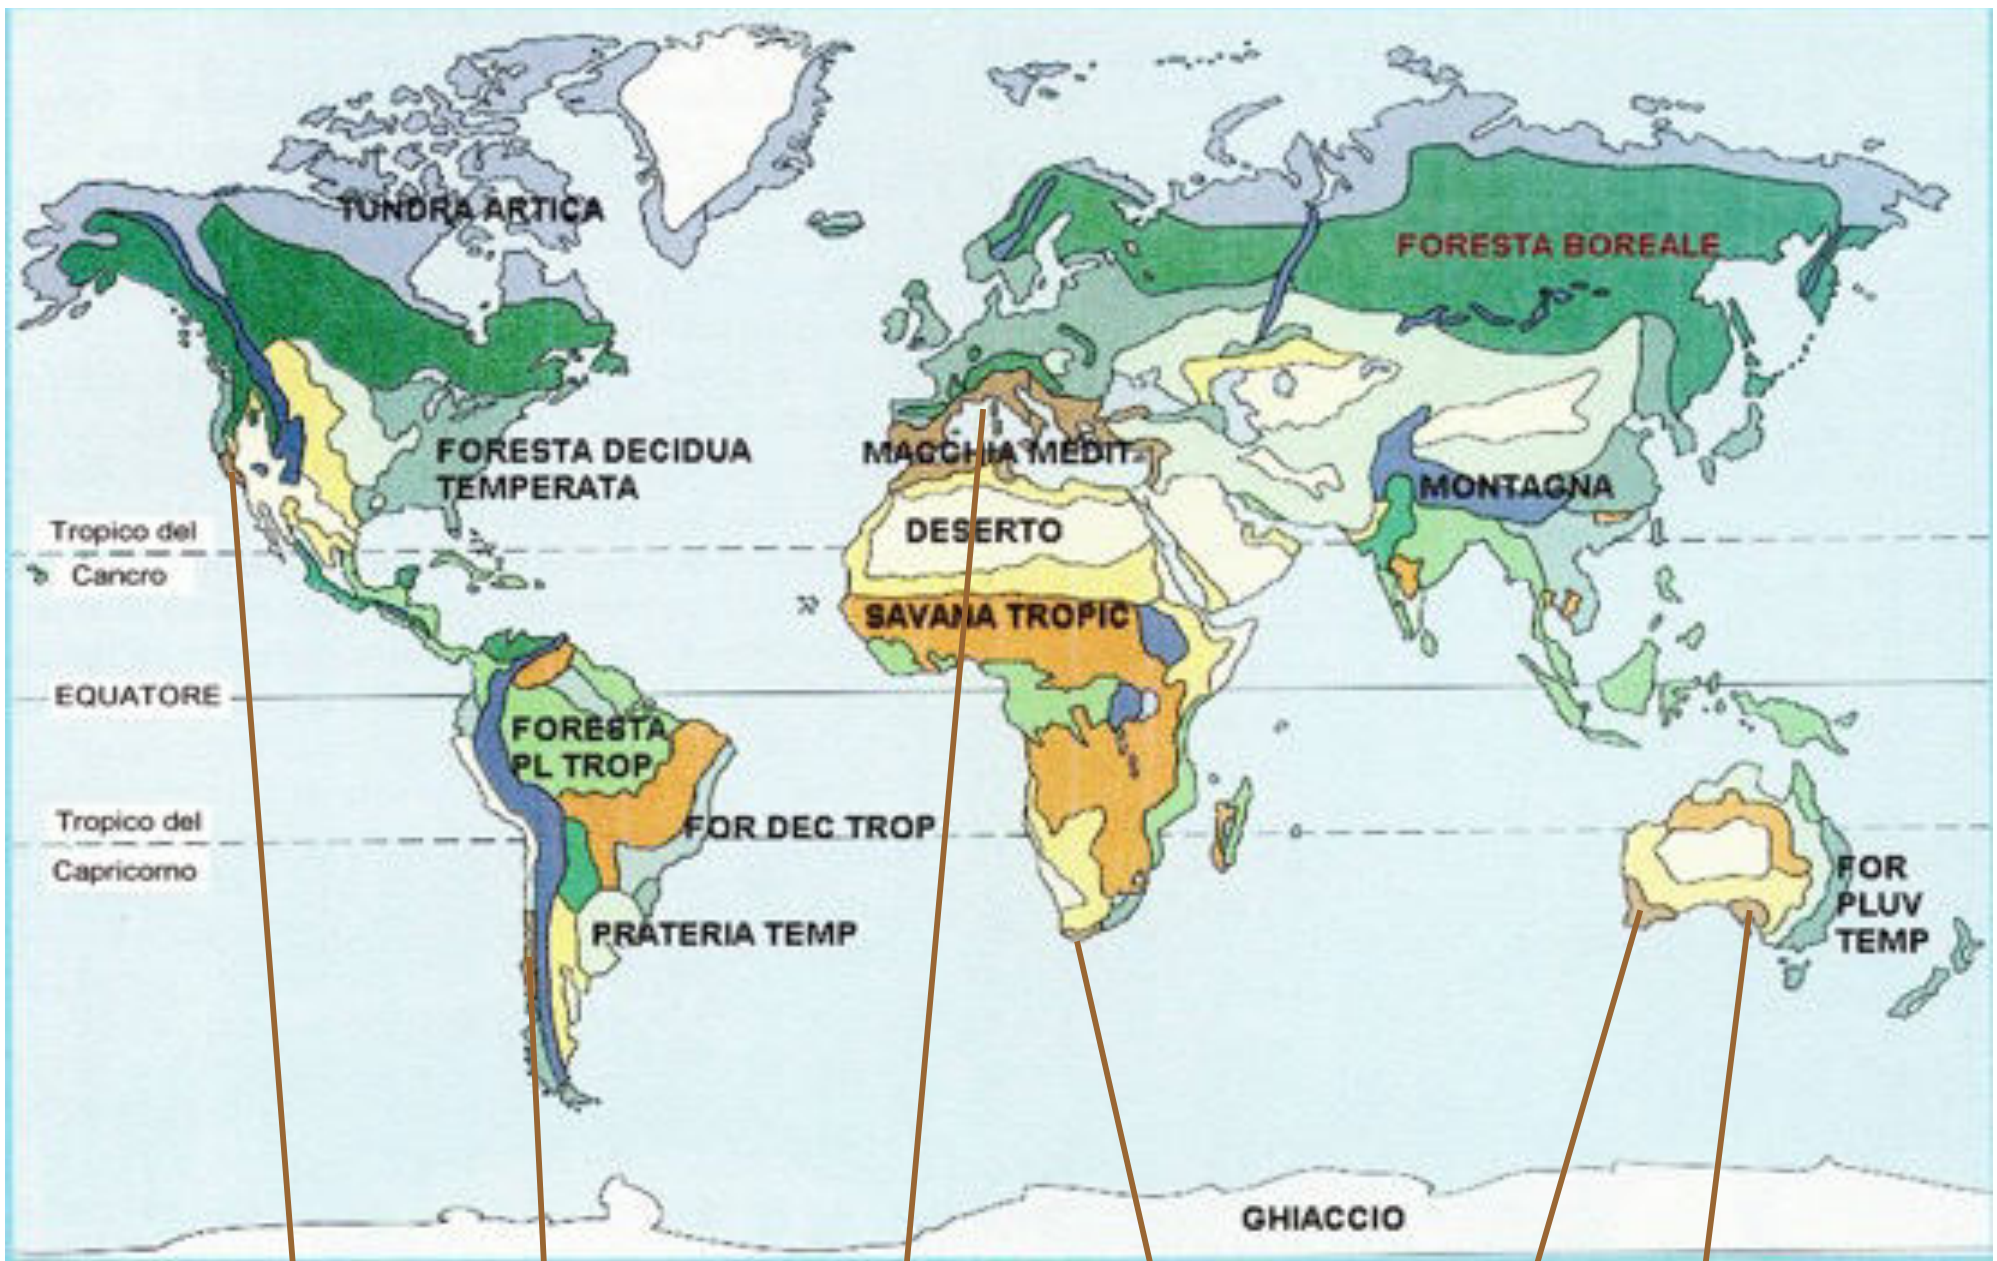 TUNDRA ARTICA
FORESTA BOREALE
FORESTA DECIDUA
TEMPERATA
MACCHIA MEDIT.
MONTAGNA
Tropico del
Cancro
DESERTO
SAVANA TROPIC
EQUATORE
FORESTA
PL TROP
Tropico del
Capricorno
FOR DEC TROP
FOR
PLUV
TEMP
PRATERIA TEMP
GHIACCIO